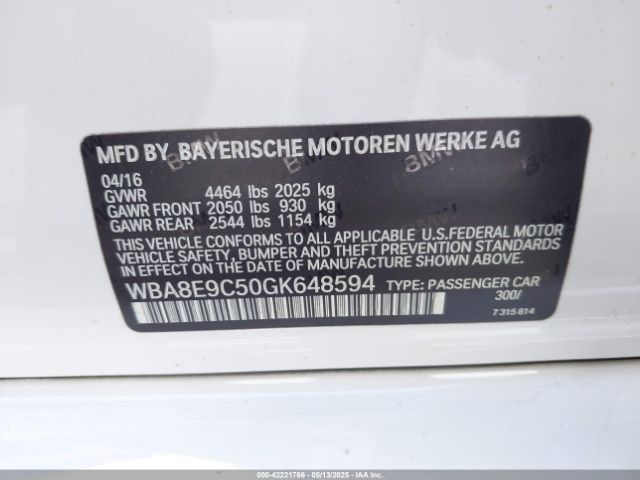 MFD BY BAYERISCHE MOTOREN WERKE AG
04/16
GVWR 4464 lbs 2025 kg
GAWR FRONT 2050 lbs 930 kg
GAWR REAR 2544 lbs 1154 kg
THIS VEHICLE CONFORMS TO ALL APPLICABLE U.S.FEDERAL MOTOR
VEHICLE SAFETY, BUMPER AND THEFT PREVENTION STANDARDS
IN EFFECT ON THE DATE OF MANUFACTURE SHOWN ABOVE.
WBA8E9C50GK648594 TYPE: PASSENGER CAR
300/
7 315 814
000-42221766 - 05/13/2025 - IAA Inc. Copyright